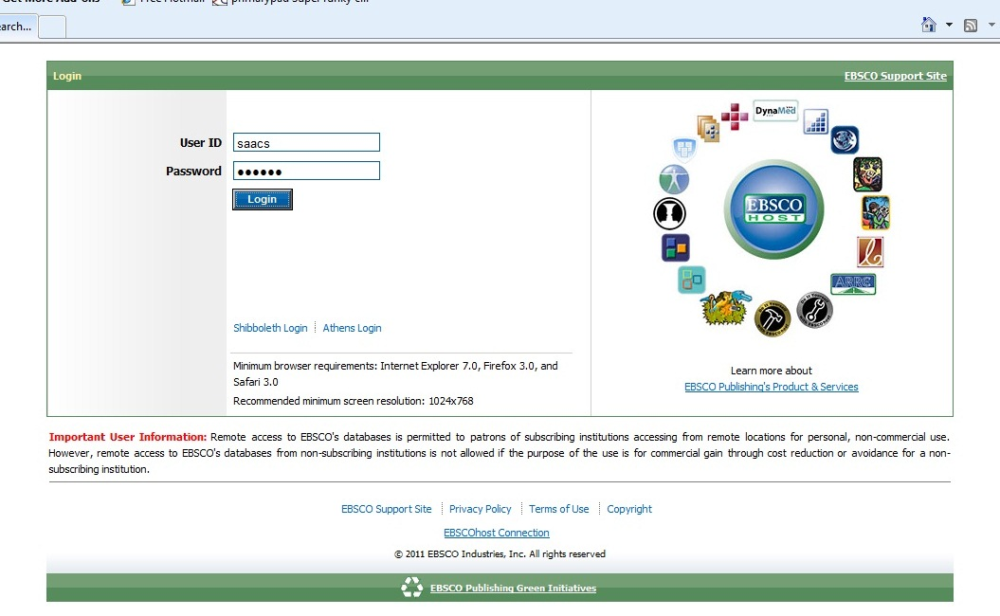 earch...
Login
EBSCO Support Site
User ID
saacs
Password
Login
DynaMed
EBSCO
HOST
ABRC
Shibboleth Login
Athens Login
Minimum browser requirements: Internet Explorer 7.0, Firefox 3.0, and
Safari 3.0
Recommended minimum screen resolution: 1024x768
Learn more about
EBSCO Publishing's Product & Services
Important User Information: Remote access to EBSCO's databases is permitted to patrons of subscribing institutions accessing from remote locations for personal, non-commercial use.
However, remote access to EBSCO's databases from non-subscribing institutions is not allowed if the purpose of the use is for commercial gain through cost reduction or avoidance for a non-
subscribing institution.
EBSCO Support Site
Privacy Policy
Terms of Use
Copyright
EBSCOhost Connection
© 2011 EBSCO Industries, Inc. All rights reserved
EBSCO Publishing Green Initiatives